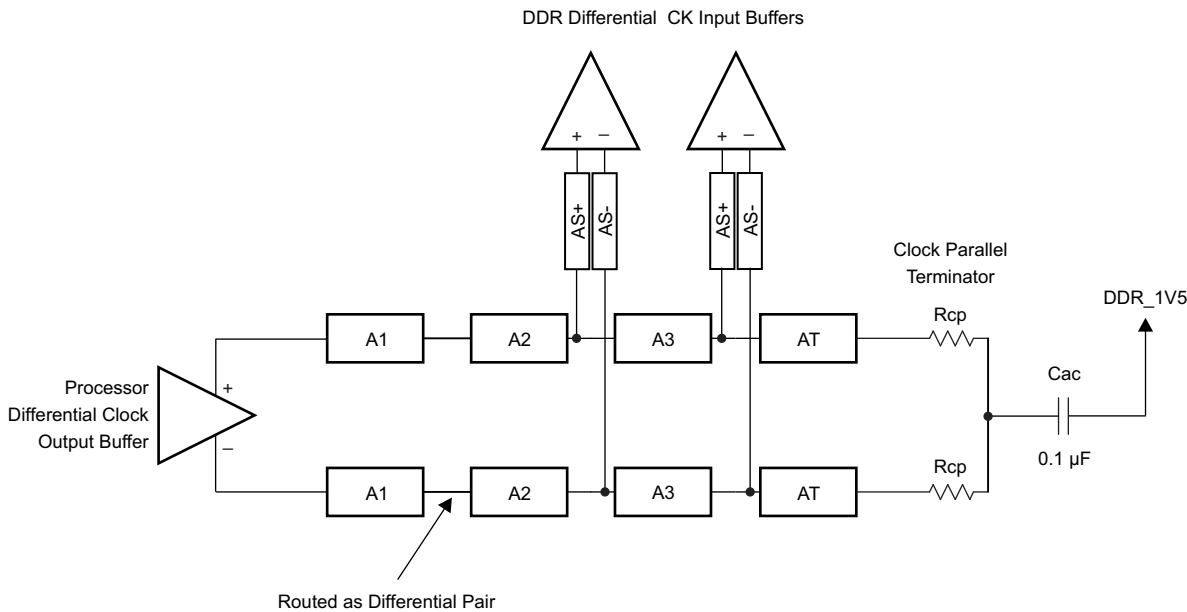 DDR Differential CK Input Buffers
+ –
+ –
AS+
AS-
AS+
AS-
Clock Parallel
Terminator
DDR_1V5
Rcp
A1
A2
A3
AT
Processor
Differential Clock
Output Buffer
+
–
Cac
0.1 µF
Rcp
A1
A2
A3
AT
Routed as Differential Pair